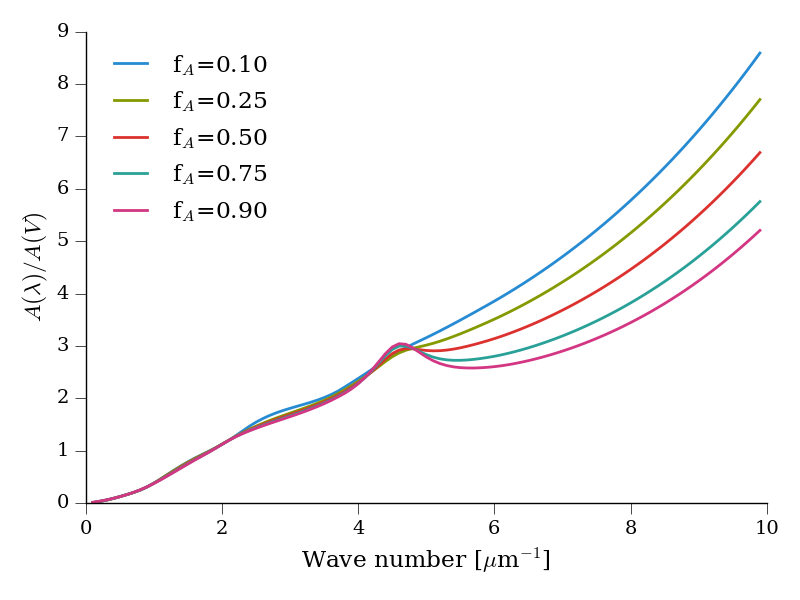 9
8
7
6
5
4
3
2
1
0
A(λ)/A(V)
f_A=0.10
f_A=0.25
f_A=0.50
f_A=0.75
f_A=0.90
0 2 4 6 8 10
Wave number [μm⁻¹]